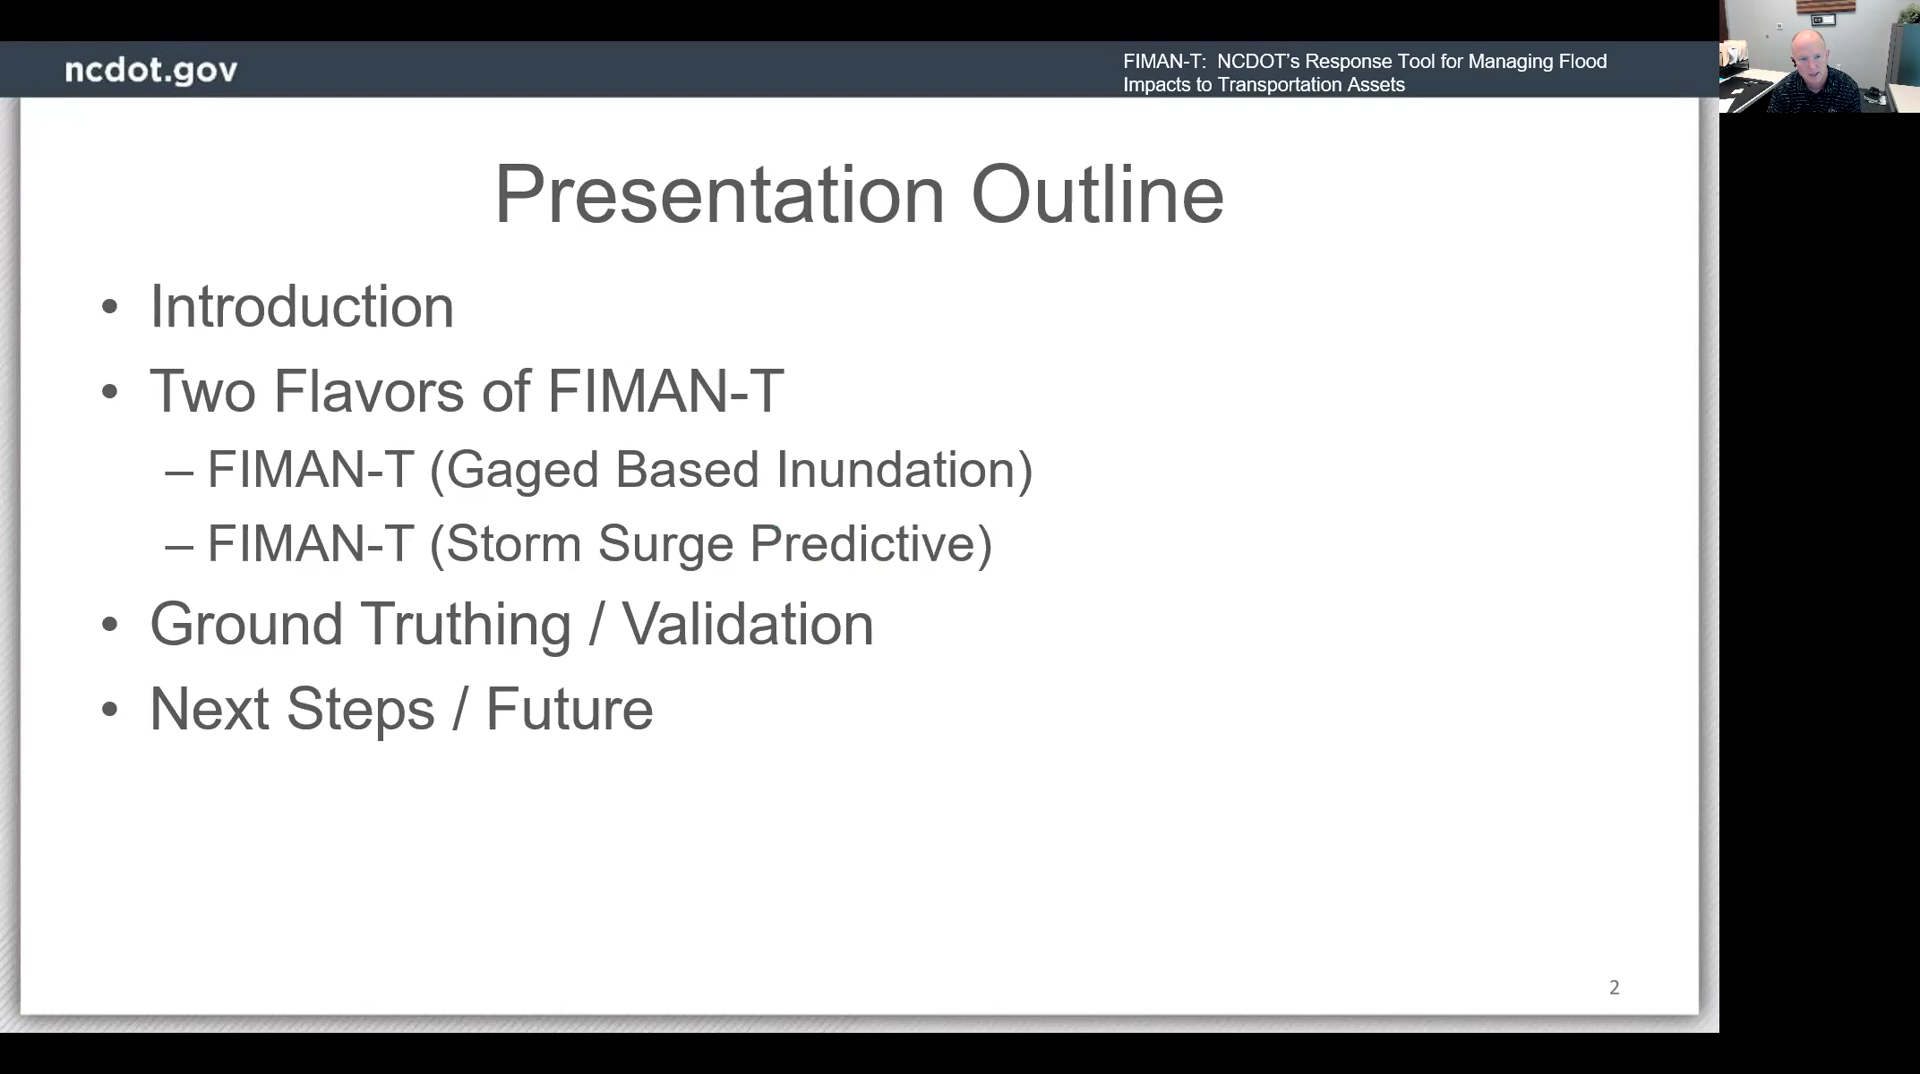 ncdot.gov
FIMAN-T: NCDOT's Response Tool for Managing Flood
Impacts to Transportation Assets
Presentation Outline
• Introduction
• Two Flavors of FIMAN-T
– FIMAN-T (Gaged Based Inundation)
– FIMAN-T (Storm Surge Predictive)
• Ground Truthing / Validation
• Next Steps / Future
2